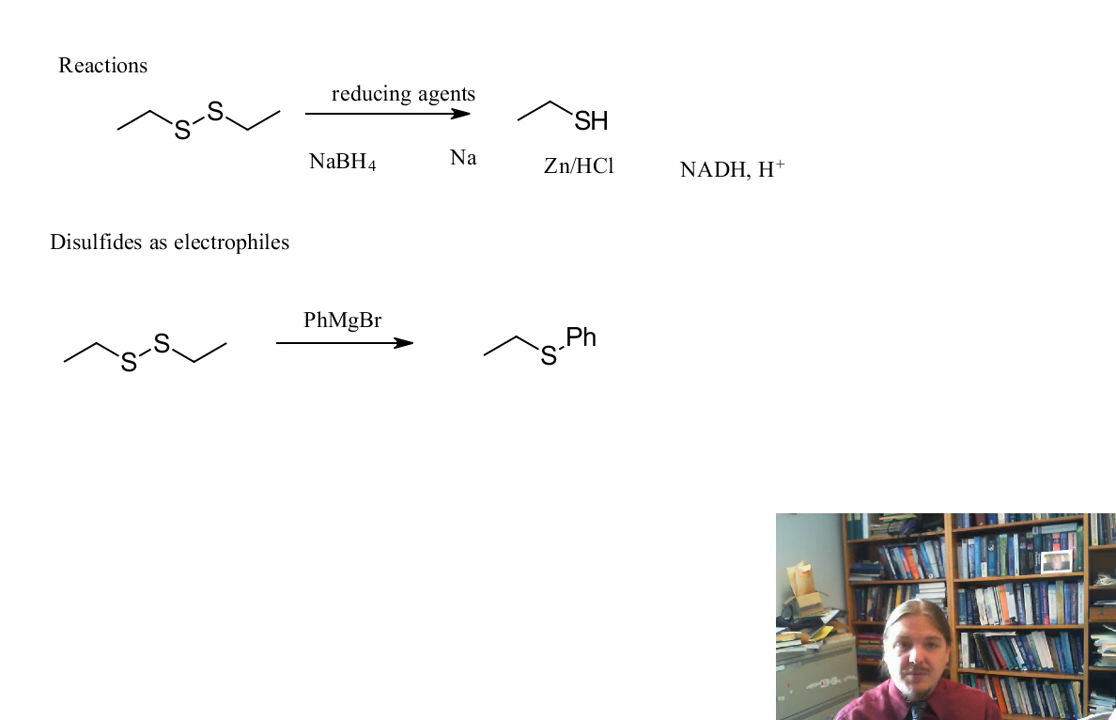 Reactions
reducing agents
S
S
SH
NaBH4
Na
Zn/HCl
NADH, H+
Disulfides as electrophiles
PhMgBr
S
S
S
Ph